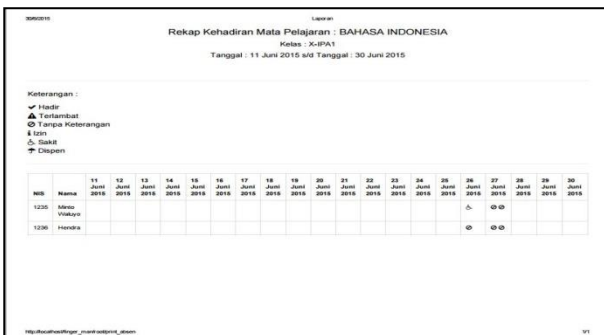 30/6/2015 Laporan
Rekap Kehadiran Mata Pelajaran : BAHASA INDONESIA
Kelas : X-IPA1
Tanggal : 11 Juni 2015 s/d Tanggal : 30 Juni 2015
Keterangan :
✔ Hadir
Terlambat
Tanpa Keterangan
Izin
Sakit
Dispen
NIS Nama 11 Juni 2015 12 Juni 2015 13 Juni 2015 14 Juni 2015 15 Juni 2015 16 Juni 2015 17 Juni 2015 18 Juni 2015 19 Juni 2015 20 Juni 2015 21 Juni 2015 22 Juni 2015 23 Juni 2015 24 Juni 2015 25 Juni 2015 26 Juni 2015 27 Juni 2015 28 Juni 2015 29 Juni 2015 30 Juni 2015
1235 Minto Waluyo
1236 Hendra
1/1